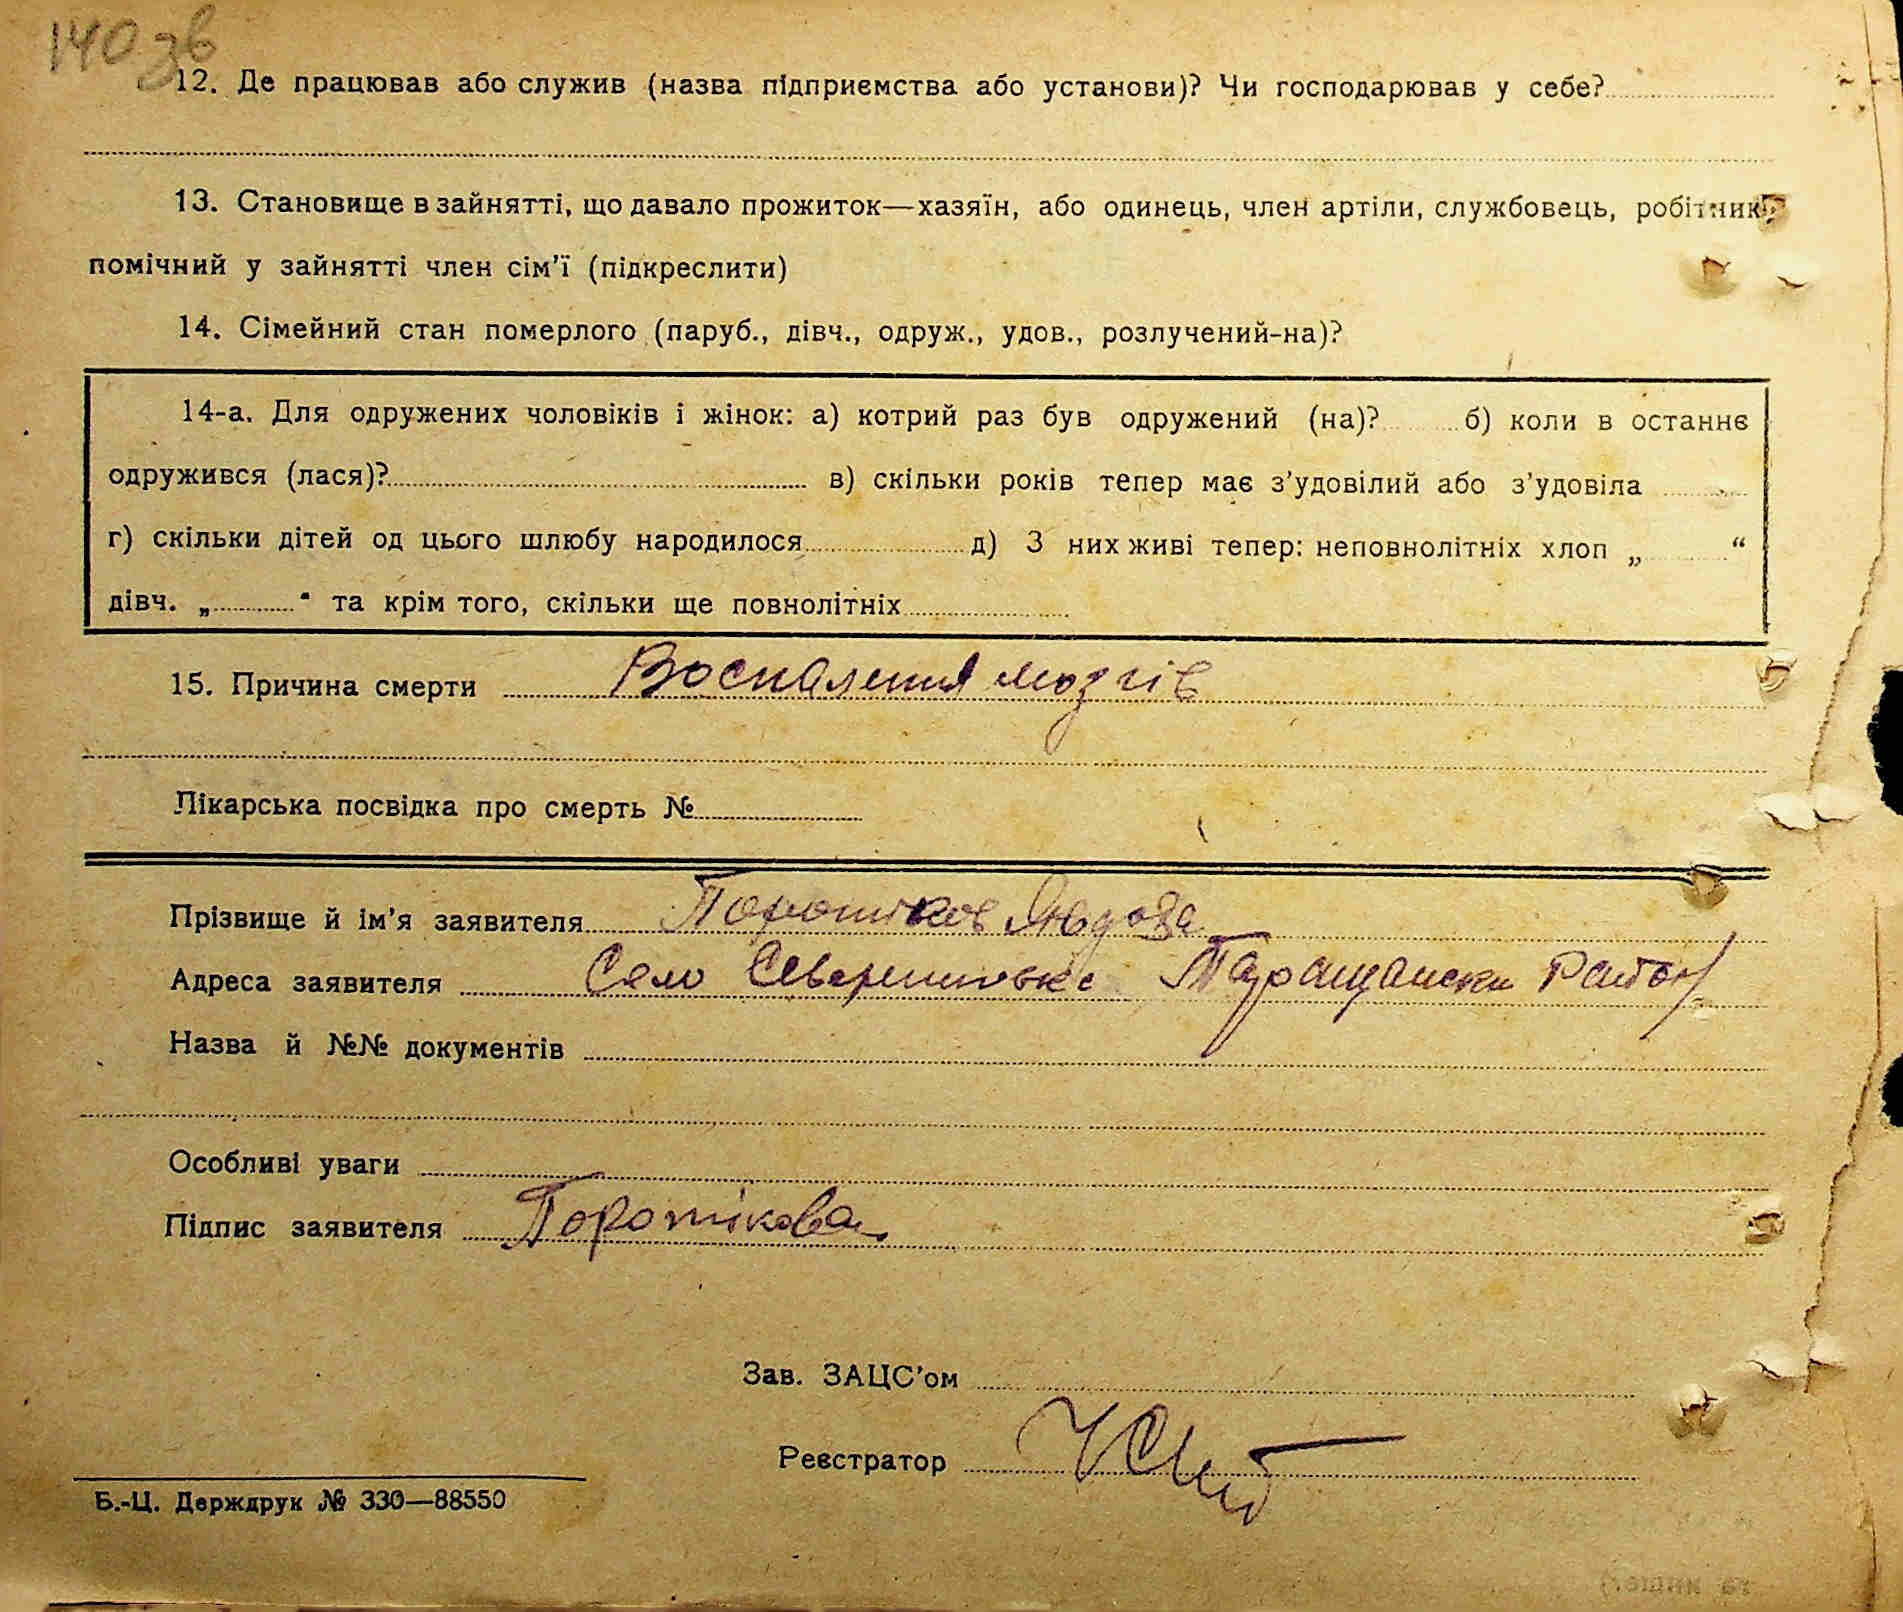 140 зв
12. Де працював або служив (назва підприємства або установи)? Чи господарював у себе?
13. Становище в зайнятті, що давало прожиток—хазяїн, або одинець, член артіли, службовець, робітник,
помічний у зайнятті член сім’ї (підкреслити)
14. Сімейний стан померлого (паруб., дівч., одруж., удов., розлучений-на)?
14-а. Для одружених чоловіків і жінок: а) котрий раз був одружений (на)? б) коли в останнє
одружився (лася)? в) скільки років тепер має з’удовілий або з’удовіла
г) скільки дітей од цього шлюбу народилося д) З них живі тепер: неповнолітніх хлоп „ “
дівч. „ “ та крім того, скільки ще повнолітніх
15. Причина смерти Воспаления мозгів
Лікарська посвідка про смерть №
Прізвище й ім’я заявителя
Адреса заявителя Село Таращански Район
Назва й №№ документів
Особливі уваги
Підпис заявителя Поротікова
Зав. ЗАЦС’ом
Реєстратор
Б.-Ц. Держдрук № 330—88550